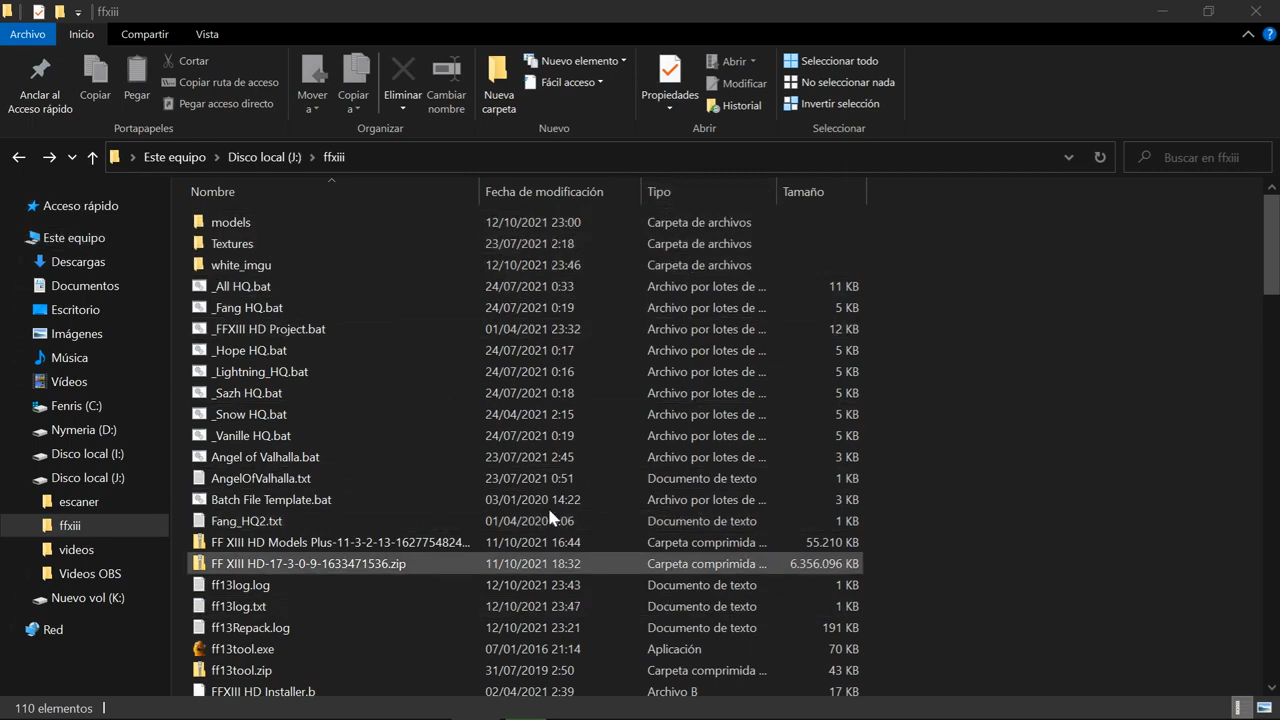 ffxiii
Archivo Inicio Compartir Vista
Anclar al Acceso rápido
Copiar
Pegar
Cortar
Copiar ruta de acceso
Pegar acceso directo
Portapapeles
Mover a
Copiar a
Eliminar
Cambiar nombre
Organizar
Nueva carpeta
Nuevo elemento
Fácil acceso
Nuevo
Propiedades
Abrir
Modificar
Historial
Abrir
Seleccionar todo
No seleccionar nada
Invertir selección
Seleccionar
Este equipo > Disco local (J:) > ffxiii
Buscar en ffxiii
Acceso rápido
Este equipo
Descargas
Documentos
Escritorio
Imágenes
Música
Vídeos
Fenris (C:)
Nymeria (D:)
Disco local (I:)
Disco local (J:)
escaner
ffxiii
videos
Videos OBS
Nuevo vol (K:)
Red
Nombre Fecha de modificación Tipo Tamaño
models 12/10/2021 23:00 Carpeta de archivos
Textures 23/07/2021 2:18 Carpeta de archivos
white_imgu 12/10/2021 23:46 Carpeta de archivos
_All HQ.bat 24/07/2021 0:33 Archivo por lotes de ... 11 KB
_Fang HQ.bat 24/07/2021 0:19 Archivo por lotes de ... 5 KB
_FFXIII HD Project.bat 01/04/2021 23:32 Archivo por lotes de ... 12 KB
_Hope HQ.bat 24/07/2021 0:17 Archivo por lotes de ... 5 KB
_Lightning_HQ.bat 24/07/2021 0:16 Archivo por lotes de ... 5 KB
_Sazh HQ.bat 24/07/2021 0:18 Archivo por lotes de ... 5 KB
_Snow HQ.bat 24/04/2021 2:15 Archivo por lotes de ... 5 KB
_Vanille HQ.bat 24/07/2021 0:19 Archivo por lotes de ... 5 KB
Angel of Valhalla.bat 23/07/2021 2:45 Archivo por lotes de ... 3 KB
AngelOfValhalla.txt 23/07/2021 0:51 Documento de texto 1 KB
Batch File Template.bat 03/01/2020 14:22 Archivo por lotes de ... 3 KB
Fang_HQ2.txt 01/04/2020 :06 Documento de texto 1 KB
FF XIII HD Models Plus-11-3-2-13-1627754824... 11/10/2021 16:44 Carpeta comprimida ... 55.210 KB
FF XIII HD-17-3-0-9-1633471536.zip 11/10/2021 18:32 Carpeta comprimida ... 6.356.096 KB
ff13log.log 12/10/2021 23:43 Documento de texto 1 KB
ff13log.txt 12/10/2021 23:47 Documento de texto 1 KB
ff13Repack.log 12/10/2021 23:21 Documento de texto 191 KB
ff13tool.exe 07/01/2016 21:14 Aplicación 70 KB
ff13tool.zip 31/07/2019 2:50 Carpeta comprimida ... 43 KB
FFXIII HD Installer.b 02/04/2021 2:39 Archivo B 17 KB
110 elementos